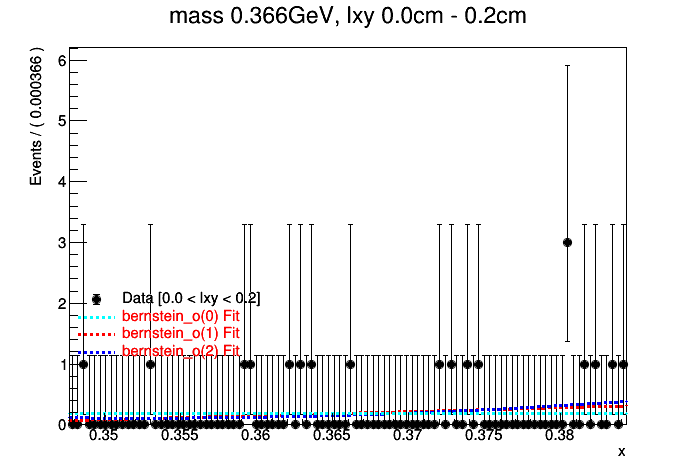 mass 0.366GeV, lxy 0.0cm - 0.2cm
Events / ( 0.000366 )
6
5
4
3
2
1
0
Data [0.0 < lxy < 0.2]
bernstein_o(0) Fit
bernstein_o(1) Fit
bernstein_o(2) Fit
0.35 0.355 0.36 0.365 0.37 0.375 0.38
x